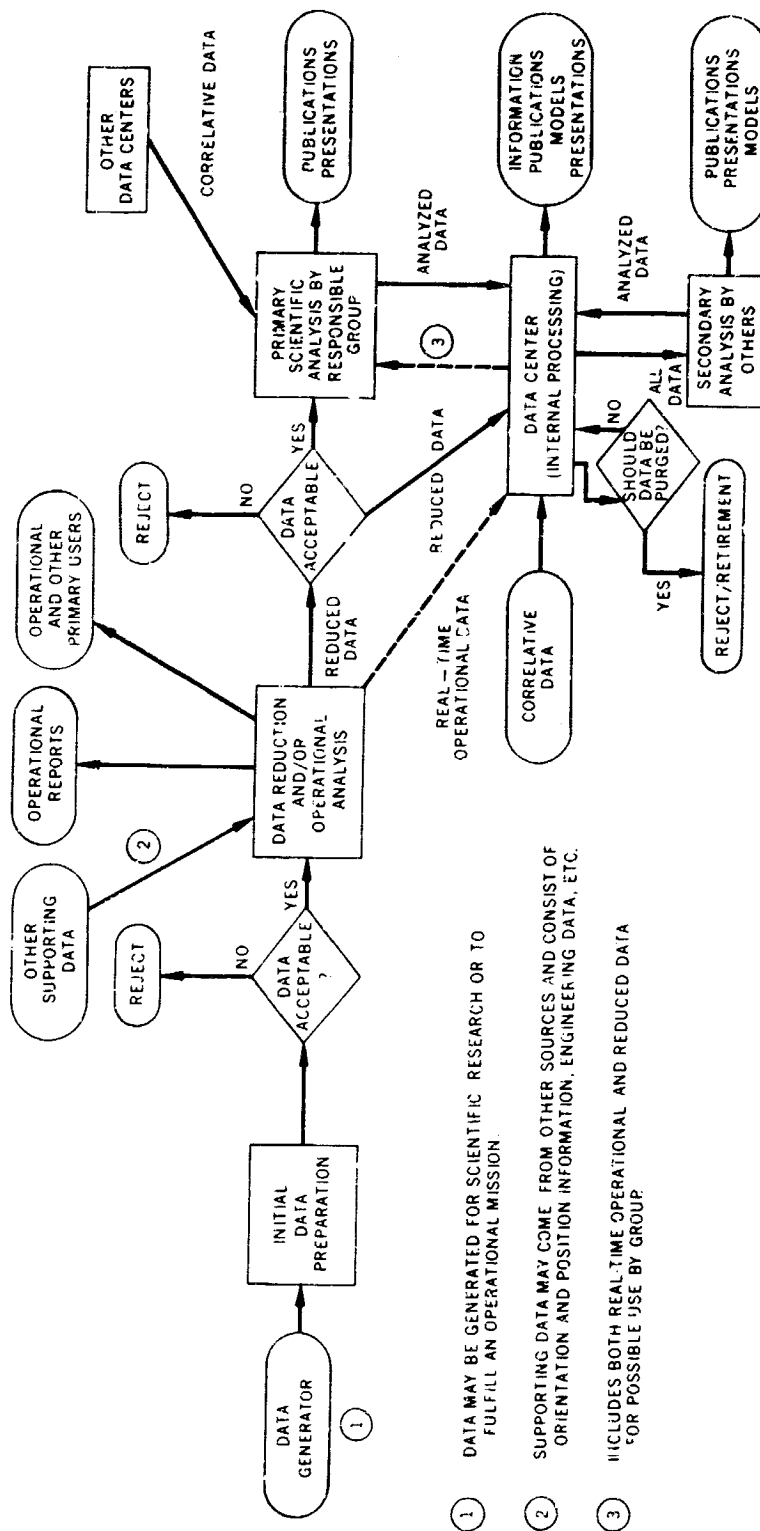 DATA
GENERATOR
1
INITIAL
DATA
PREPARATION
DATA
ACCEPTABLE
?
NO
REJECT
YES
OTHER
SUPPORTING
DATA
2
OPERATIONAL
REPORTS
OPERATIONAL
AND OTHER
PRIMARY USERS
DATA REDUCTION
AND/OR
OPERATIONAL
ANALYSIS
REDUCED
DATA
DATA
ACCEPTABLE
NO
REJECT
YES
OTHER
DATA CENTERS
CORRELATIVE DATA
PRIMARY
SCIENTIFIC
ANALYSIS BY
RESPONSIBLE
GROUP
PUBLICATIONS
PRESENTATIONS
REAL-TIME
OPERATIONAL DATA
REDUCED DATA
3
ANALYZED
DATA
CORRELATIVE
DATA
DATA CENTER
(INTERNAL PROCESSING)
INFORMATION
PUBLICATIONS
MODELS
PRESENTATIONS
SHOULD
DATA BE
PURGED?
NO
YES
REJECT/RETIREMENT
ALL
DATA
ANALYZED
DATA
SECONDARY
ANALYSIS BY
OTHERS
PUBLICATIONS
PRESENTATIONS
MODELS
1 DATA MAY BE GENERATED FOR SCIENTIFIC RESEARCH OR TO
FULFILL AN OPERATIONAL MISSION.
2 SUPPORTING DATA MAY COME FROM OTHER SOURCES AND CONSIST OF
ORIENTATION AND POSITION INFORMATION, ENGINEERING DATA, ETC.
3 INCLUDES BOTH REAL-TIME OPERATIONAL AND REDUCED DATA
FOR POSSIBLE USE BY GROUP.